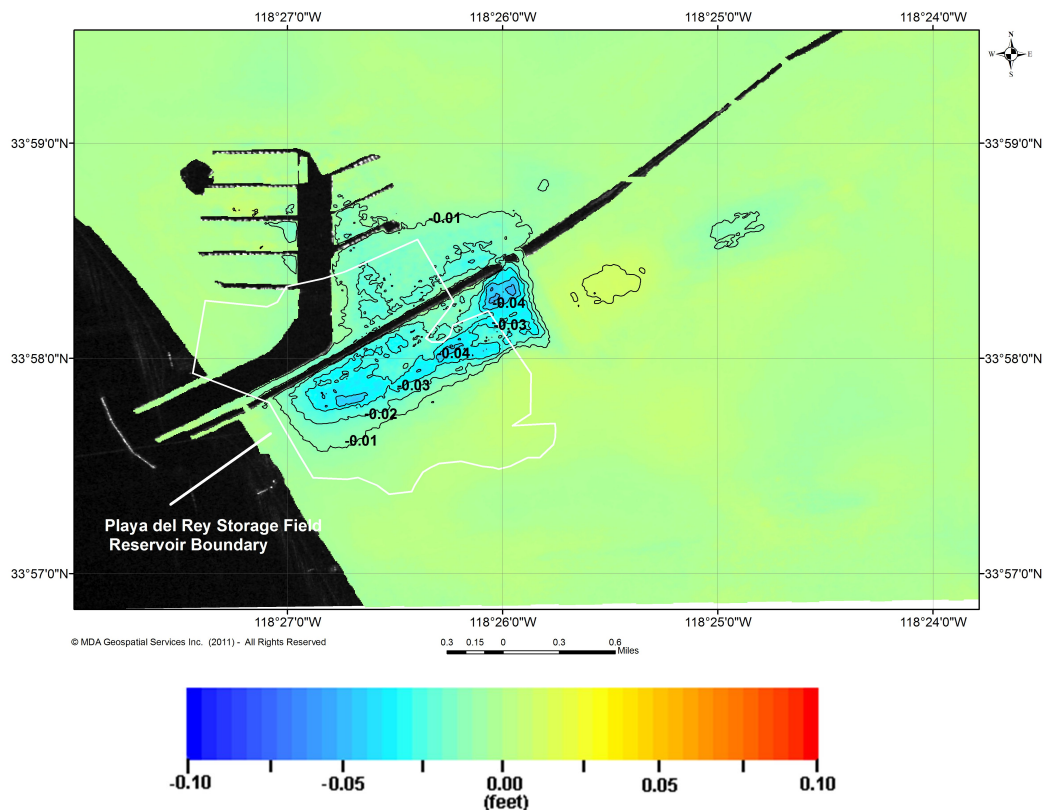 118°27'0"W 118°26'0"W 118°25'0"W 118°24'0"W
N
W E
S
33°59'0"N 33°59'0"N
-0.01
-0.04
-0.03
33°58'0"N 33°58'0"N
-0.04
-0.03
-0.02
-0.01
Playa del Rey Storage Field
Reservoir Boundary
33°57'0"N 33°57'0"N
118°27'0"W 118°26'0"W 118°25'0"W 118°24'0"W
© MDA Geospatial Services Inc. (2011) - All Rights Reserved
0.3 0.15 0 0.3 0.6
Miles
-0.10 -0.05 0.00 0.05 0.10
(feet)